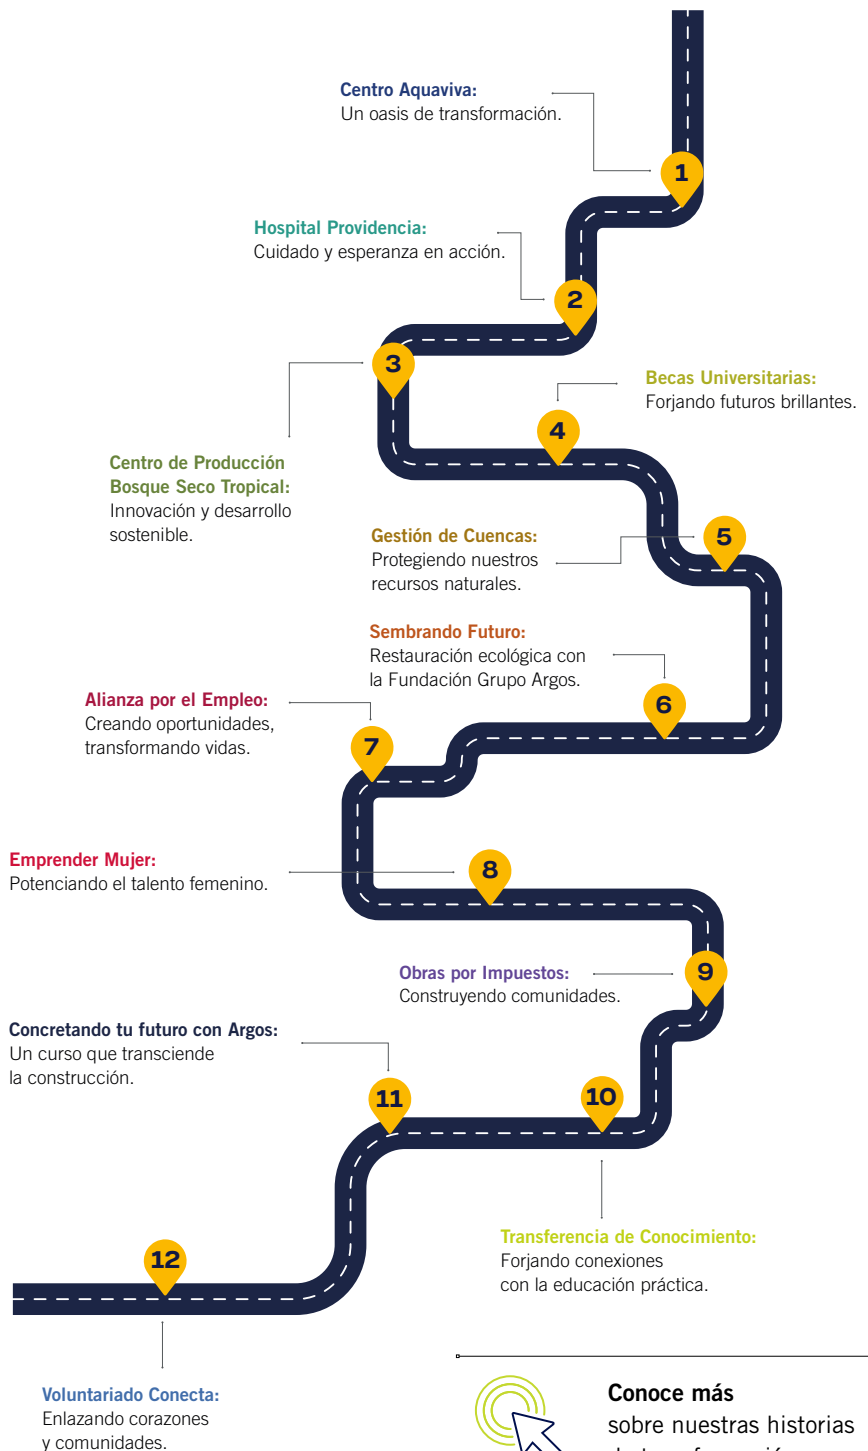 Centro Aquaviva:
Un oasis de transformación.
1
Hospital Providencia:
Cuidado y esperanza en acción.
2
3
Centro de Producción
Bosque Seco Tropical:
Innovación y desarrollo
sostenible.
Becas Universitarias:
Forjando futuros brillantes.
4
Gestión de Cuencas:
Protegiendo nuestros
recursos naturales.
5
Sembrando Futuro:
Restauración ecológica con
la Fundación Grupo Argos.
6
Alianza por el Empleo:
Creando oportunidades,
transformando vidas.
7
Emprender Mujer:
Potenciando el talento femenino.
8
Obras por Impuestos:
Construyendo comunidades.
9
10
Transferencia de Conocimiento:
Forjando conexiones
con la educación práctica.
Concretando tu futuro con Argos:
Un curso que transciende
la construcción.
11
12
Voluntariado Conecta:
Enlazando corazones
y comunidades.
Conoce más
sobre nuestras historias